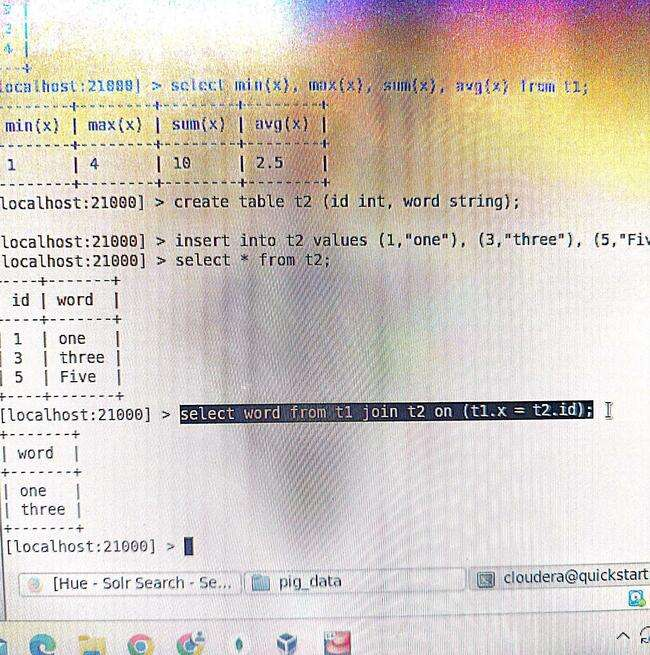 2
4
localhost:21000] > select min(x), max(x), sum(x), avg(x) from t1;
min(x) | max(x) | sum(x) | avg(x) |
1 | 4 | 10 | 2.5 |
localhost:21000] > create table t2 (id int, word string);
localhost:21000] > insert into t2 values (1,"one"), (3,"three"), (5,"Fiv
localhost:21000] > select * from t2;
id | word |
1 | one |
3 | three |
5 | Five |
[localhost:21000] > select word from t1 join t2 on (t1.x = t2.id);
| word |
| one |
| three |
[localhost:21000] >
[Hue - Solr Search - Se... pig_data cloudera@quickstart